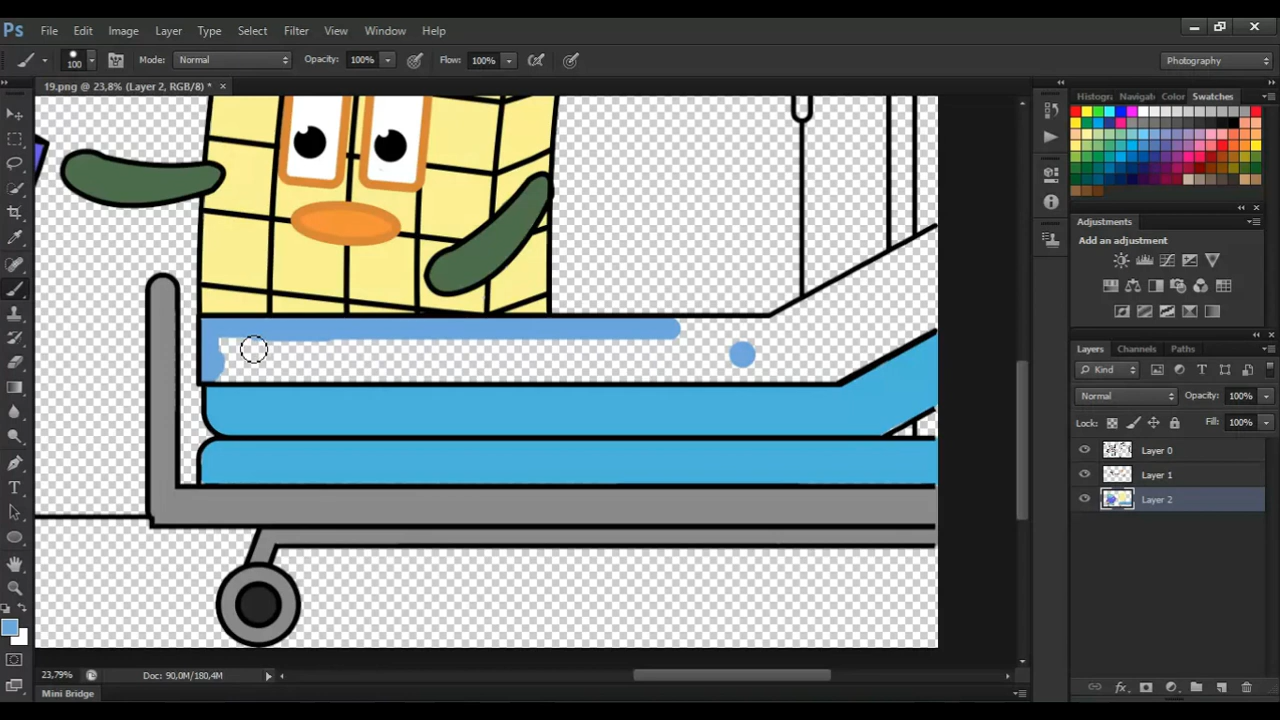 Ps File Edit Image Layer Type Select Filter View Window Help
100 Mode: Normal Opacity: 100% Flow: 100% Photography
19.png @ 23,8% (Layer 2, RGB/8) * ×
Histogr Navigat Color Swatches
Adjustments
Add an adjustment
Layers Channels Paths
Kind
Normal Opacity: 100%
Lock: Fill: 100%
Layer 0
Layer 1
Layer 2
fx
23,79% Doc: 90,0M/180,4M
Mini Bridge